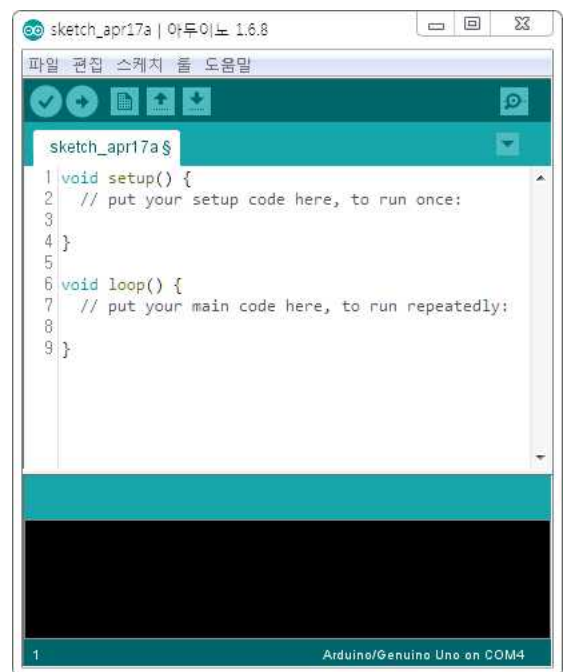 sketch_apr17a | 아두이노 1.6.8
파일 편집 스케치 툴 도움말
sketch_apr17a §
1 void setup() {
2   // put your setup code here, to run once:
3
4 }
5
6 void loop() {
7   // put your main code here, to run repeatedly:
8
9 }
1 Arduino/Genuino Uno on COM4